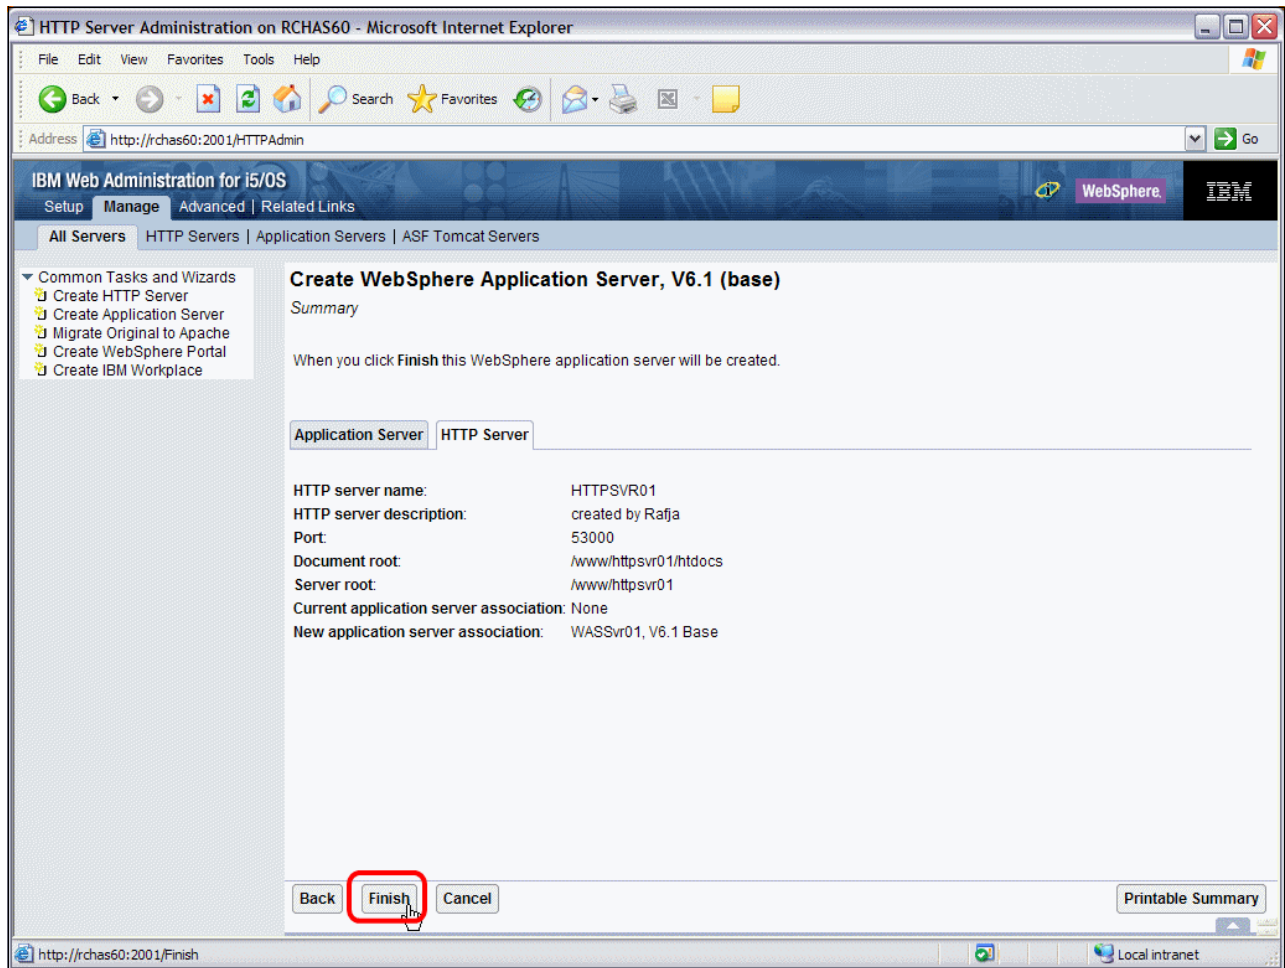 HTTP Server Administration on RCHAS60 - Microsoft Internet Explorer
File Edit View Favorites Tools Help
Back Search Favorites
Address http://rchas60:2001/HTTPAdmin Go
IBM Web Administration for i5/OS
WebSphere. IBM
Setup Manage Advanced | Related Links
All Servers HTTP Servers | Application Servers | ASF Tomcat Servers
Common Tasks and Wizards
Create HTTP Server
Create Application Server
Migrate Original to Apache
Create WebSphere Portal
Create IBM Workplace
Create WebSphere Application Server, V6.1 (base)
Summary
When you click Finish this WebSphere application server will be created.
Application Server HTTP Server
HTTP server name: HTTPSVR01
HTTP server description: created by Rafja
Port: 53000
Document root: /www/httpsvr01/htdocs
Server root: /www/httpsvr01
Current application server association: None
New application server association: WASSvr01, V6.1 Base
Back Finish Cancel Printable Summary
http://rchas60:2001/Finish Local intranet